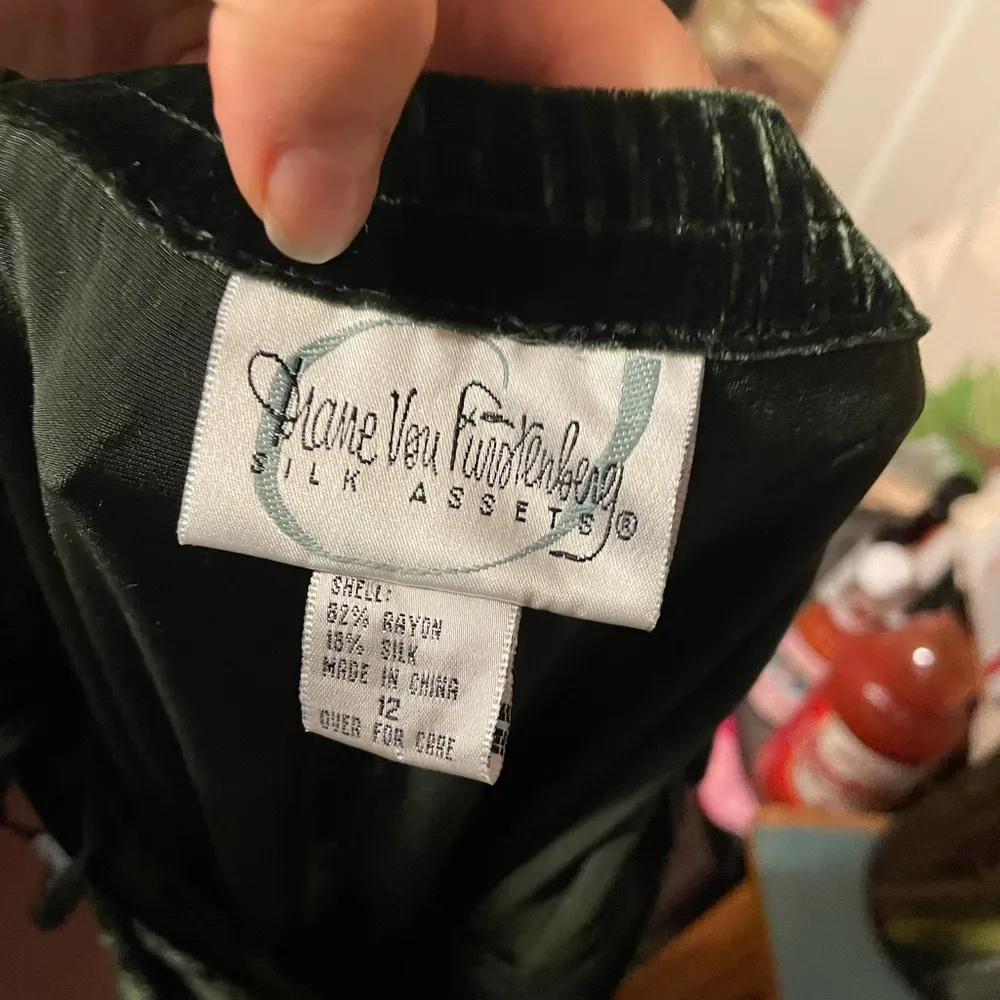 Diane Von Furstenberg
SILK ASSETS®
SHELL:
82% RAYON
18% SILK
MADE IN CHINA
12
OVER FOR CARE